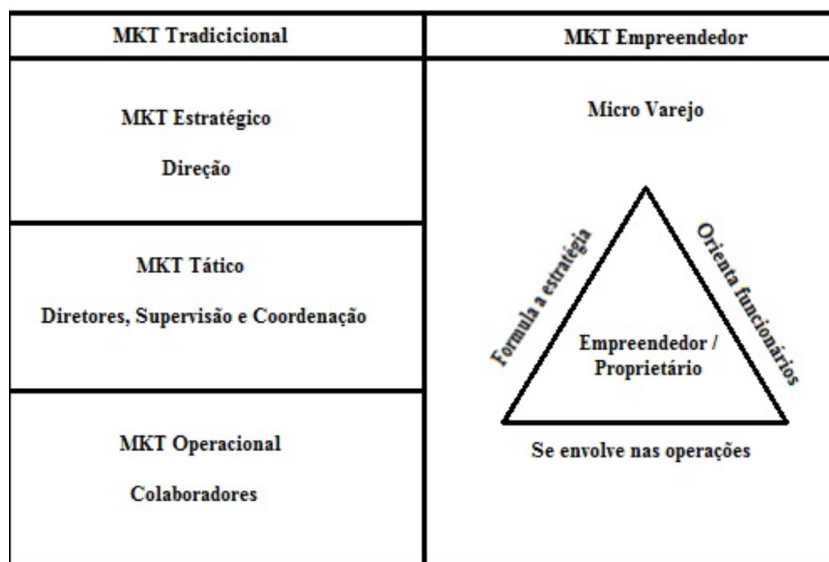 MKT Tradicicional
MKT Estratégico
Direção
MKT Tático
Diretores, Supervisão e Coordenação
MKT Operacional
Colaboradores
MKT Empreendedor
Micro Varejo
Formula a estratégia
Orienta funcionários
Empreendedor /
Proprietário
Se envolve nas operações